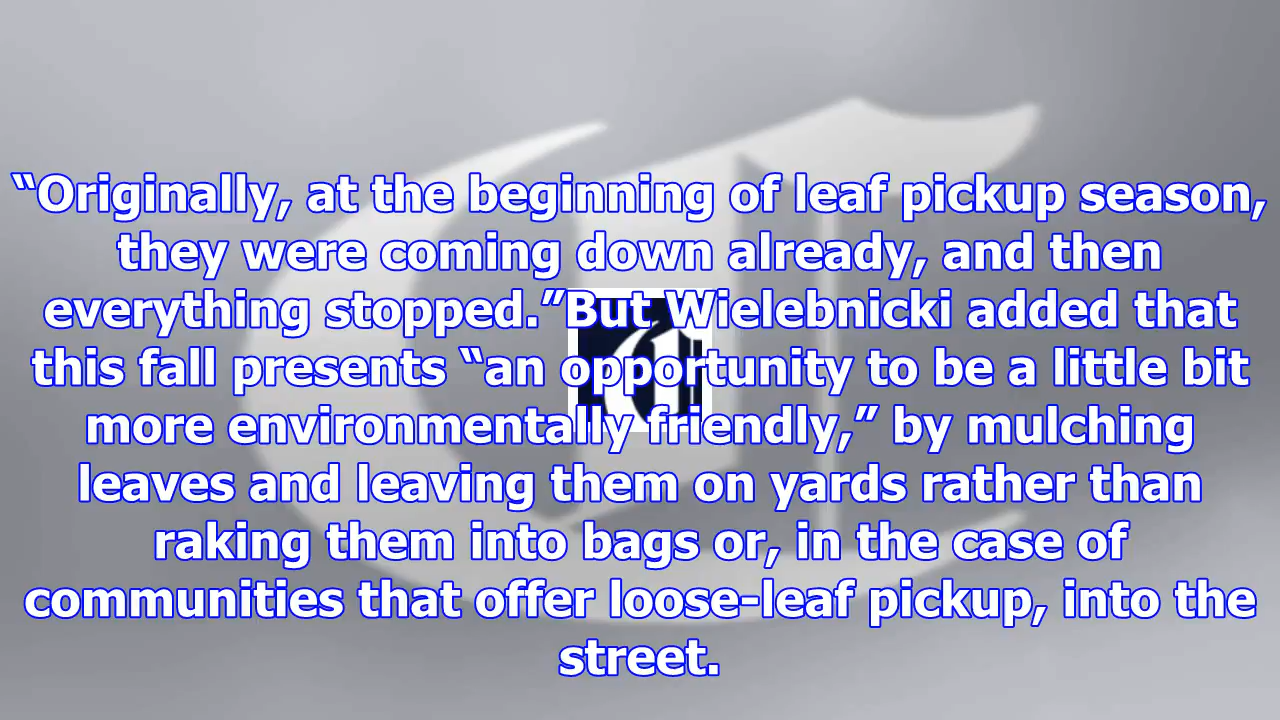 “Originally, at the beginning of leaf pickup season,
they were coming down already, and then
everything stopped.”But Wielebnicki added that
this fall presents “an opportunity to be a little bit
more environmentally friendly,” by mulching
leaves and leaving them on yards rather than
raking them into bags or, in the case of
communities that offer loose-leaf pickup, into the
street.